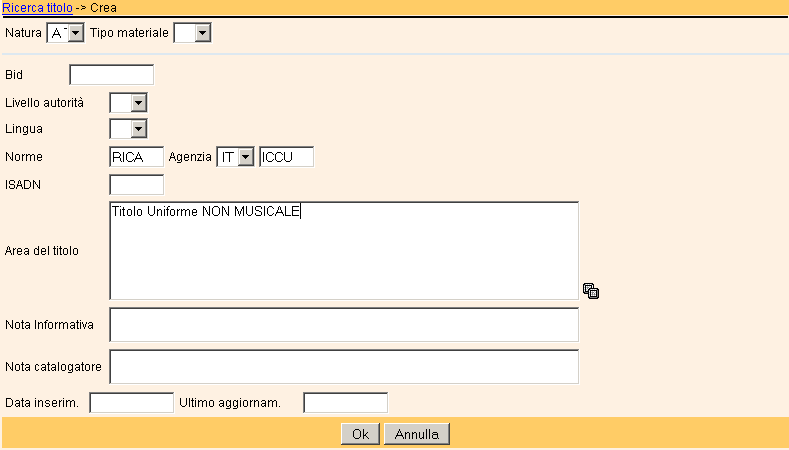 Ricerca titolo -> Crea
Natura A Tipo materiale
Bid
Livello autorità
Lingua
Norme RICA Agenzia IT ICCU
ISADN
Area del titolo Titolo Uniforme NON MUSICALE
Nota Informativa
Nota catalogatore
Data inserim. Ultimo aggiornam.
Ok Annulla